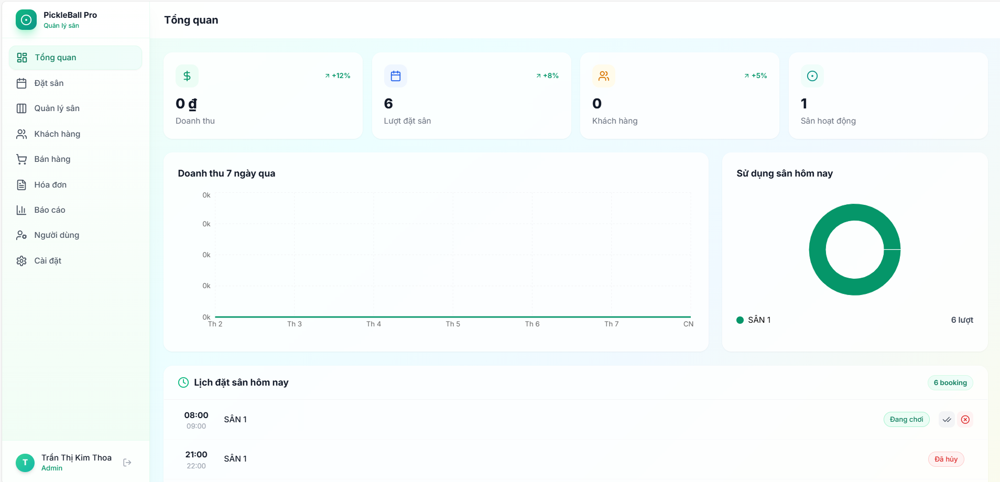 PickleBall Pro
Quản lý sân
Tổng quan
Đặt sân
Quản lý sân
Khách hàng
Bán hàng
Hóa đơn
Báo cáo
Người dùng
Cài đặt
T
Trần Thị Kim Thoa
Admin
Tổng quan
+12%
0 ₫
Doanh thu
+8%
6
Lượt đặt sân
+5%
0
Khách hàng
1
Sân hoạt động
Doanh thu 7 ngày qua
0k
0k
0k
0k
0k
Th 2 Th 3 Th 4 Th 5 Th 6 Th 7 CN
Sử dụng sân hôm nay
SÂN 1 6 lượt
Lịch đặt sân hôm nay 6 booking
08:00
09:00
SÂN 1
Đang chơi
21:00
22:00
SÂN 1
Đã hủy